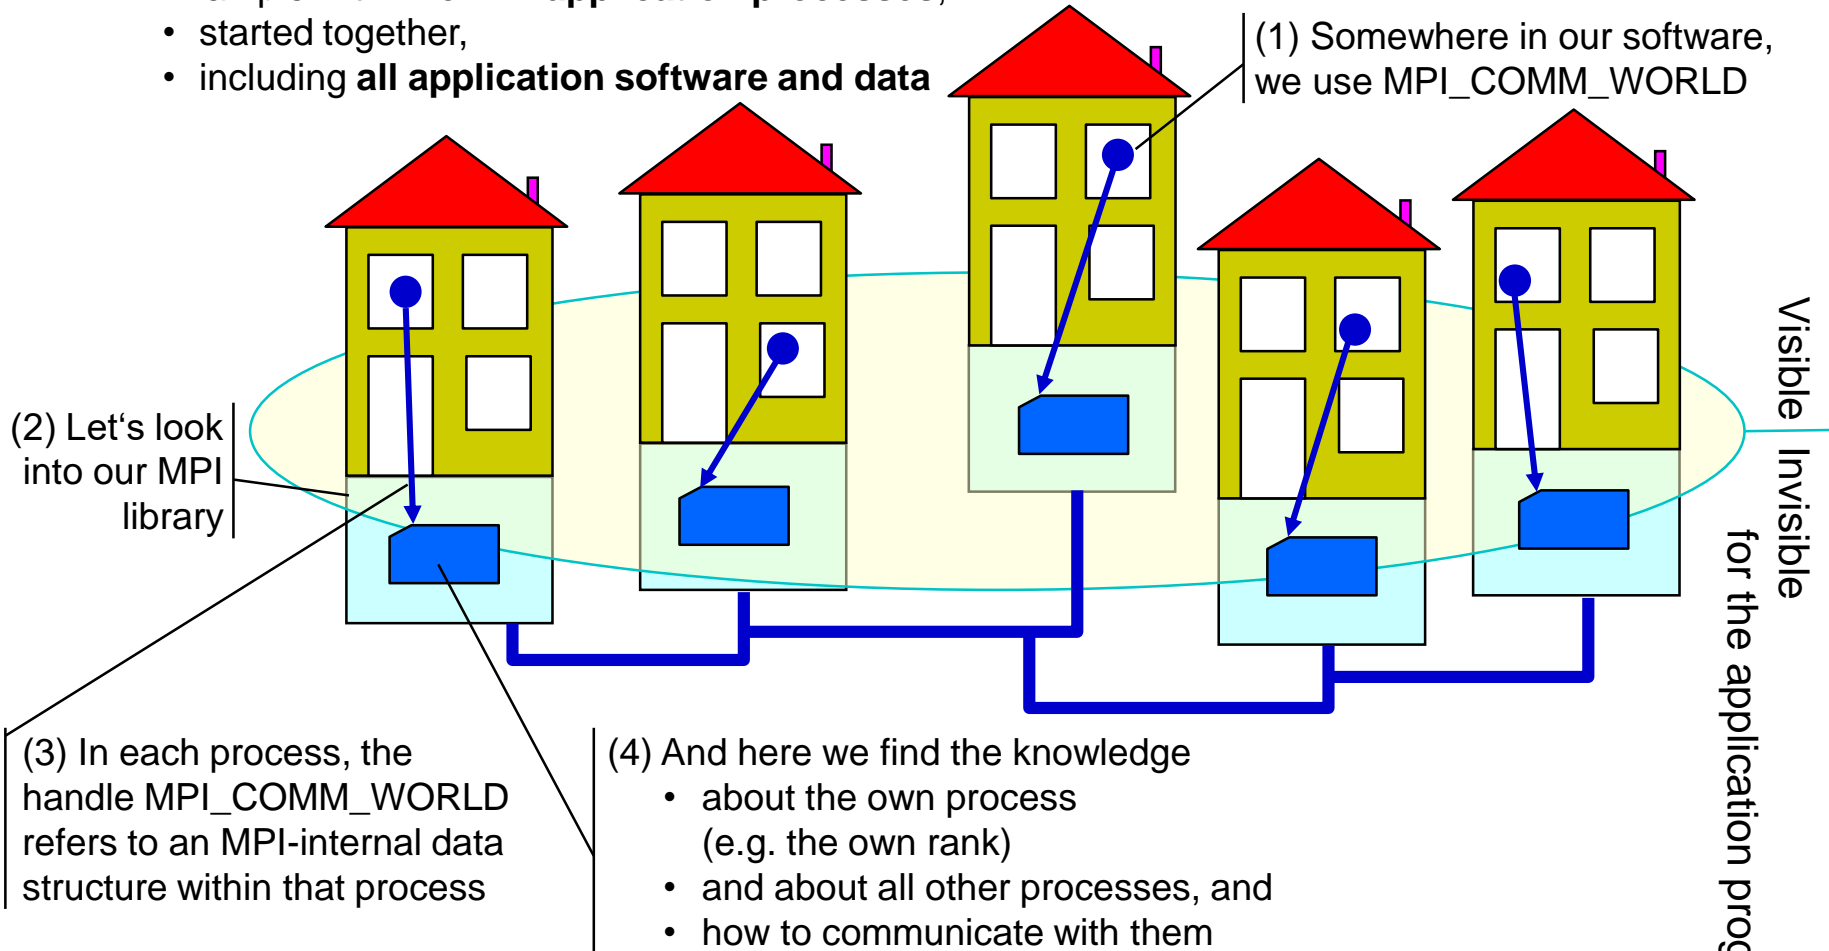 application processes,
• started together,
• including all application software and data
(1) Somewhere in our software,
we use MPI_COMM_WORLD
(2) Let‘s look
into our MPI
library
Visible Invisible
for the application
(3) In each process, the
handle MPI_COMM_WORLD
refers to an MPI-internal data
structure within that process
(4) And here we find the knowledge
• about the own process
(e.g. the own rank)
• and about all other processes, and
• how to communicate with them